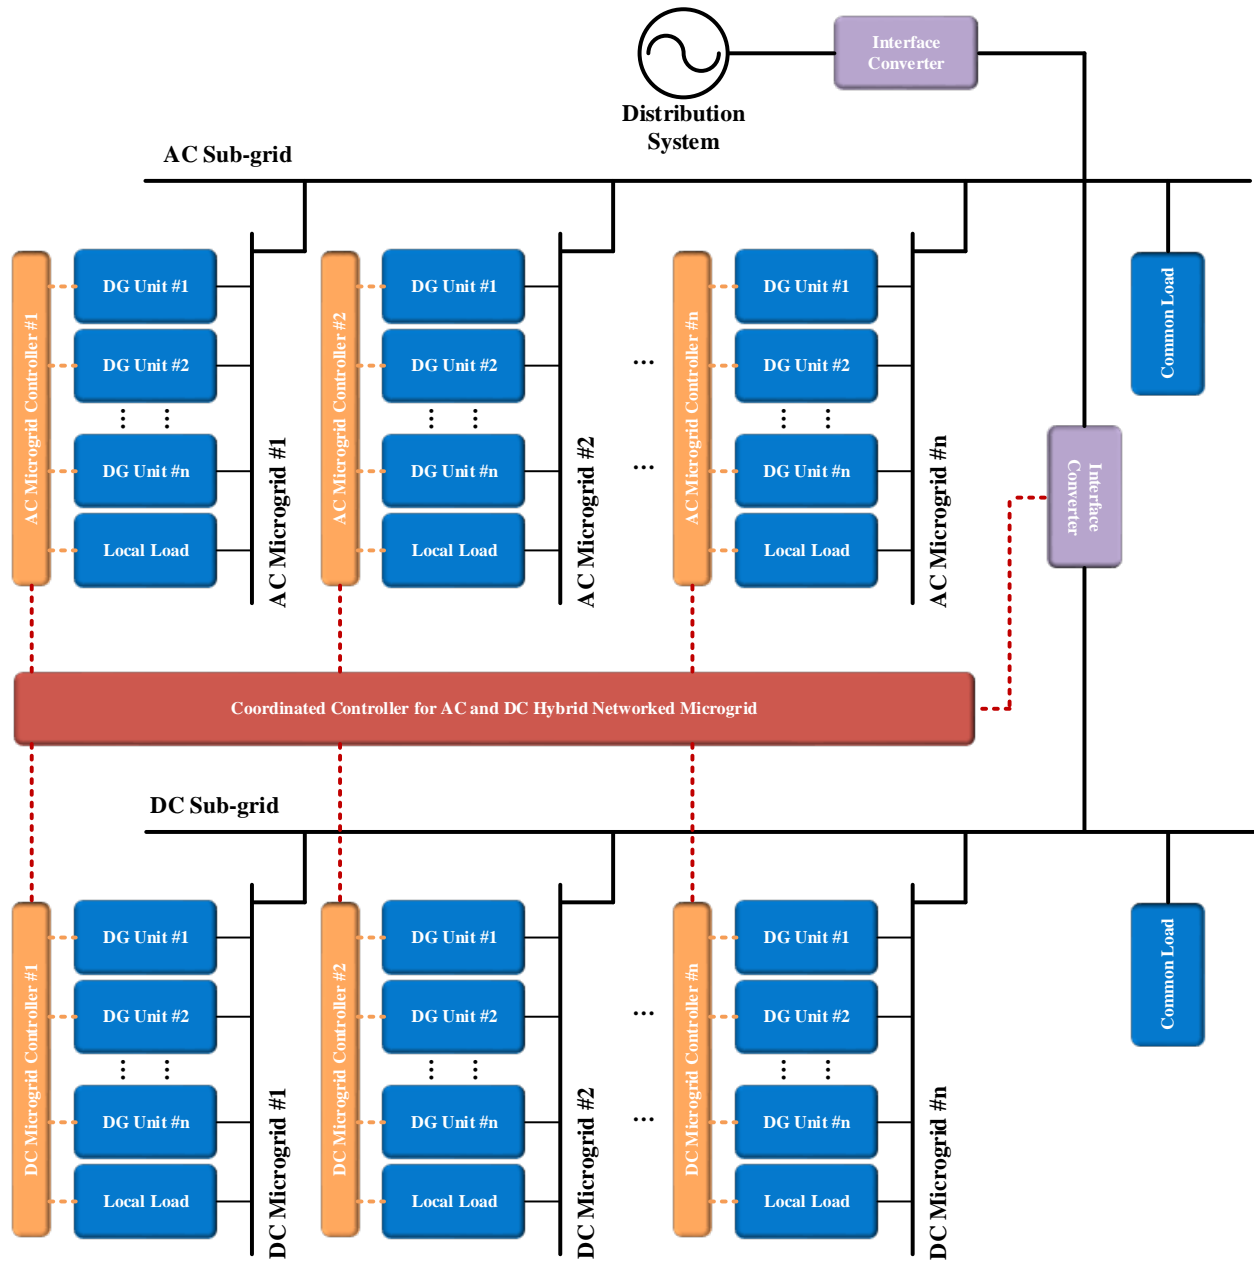 Interface
Converter
Distribution
System
AC Sub-grid
AC Microgrid Controller #1
DG Unit #1
DG Unit #2
⋮ ⋮
DG Unit #n
Local Load
AC Microgrid #1
AC Microgrid Controller #2
DG Unit #1
DG Unit #2
⋮ ⋮
DG Unit #n
Local Load
AC Microgrid #2
...
...
AC Microgrid Controller #n
DG Unit #1
DG Unit #2
⋮ ⋮
DG Unit #n
Local Load
AC Microgrid #n
Common Load
Interface
Converter
Coordinated Controller for AC and DC Hybrid Networked Microgrid
DC Sub-grid
DC Microgrid Controller #1
DG Unit #1
DG Unit #2
⋮ ⋮
DG Unit #n
Local Load
DC Microgrid #1
DC Microgrid Controller #2
DG Unit #1
DG Unit #2
⋮ ⋮
DG Unit #n
Local Load
DC Microgrid #2
...
...
DC Microgrid Controller #n
DG Unit #1
DG Unit #2
⋮ ⋮
DG Unit #n
Local Load
DC Microgrid #n
Common Load